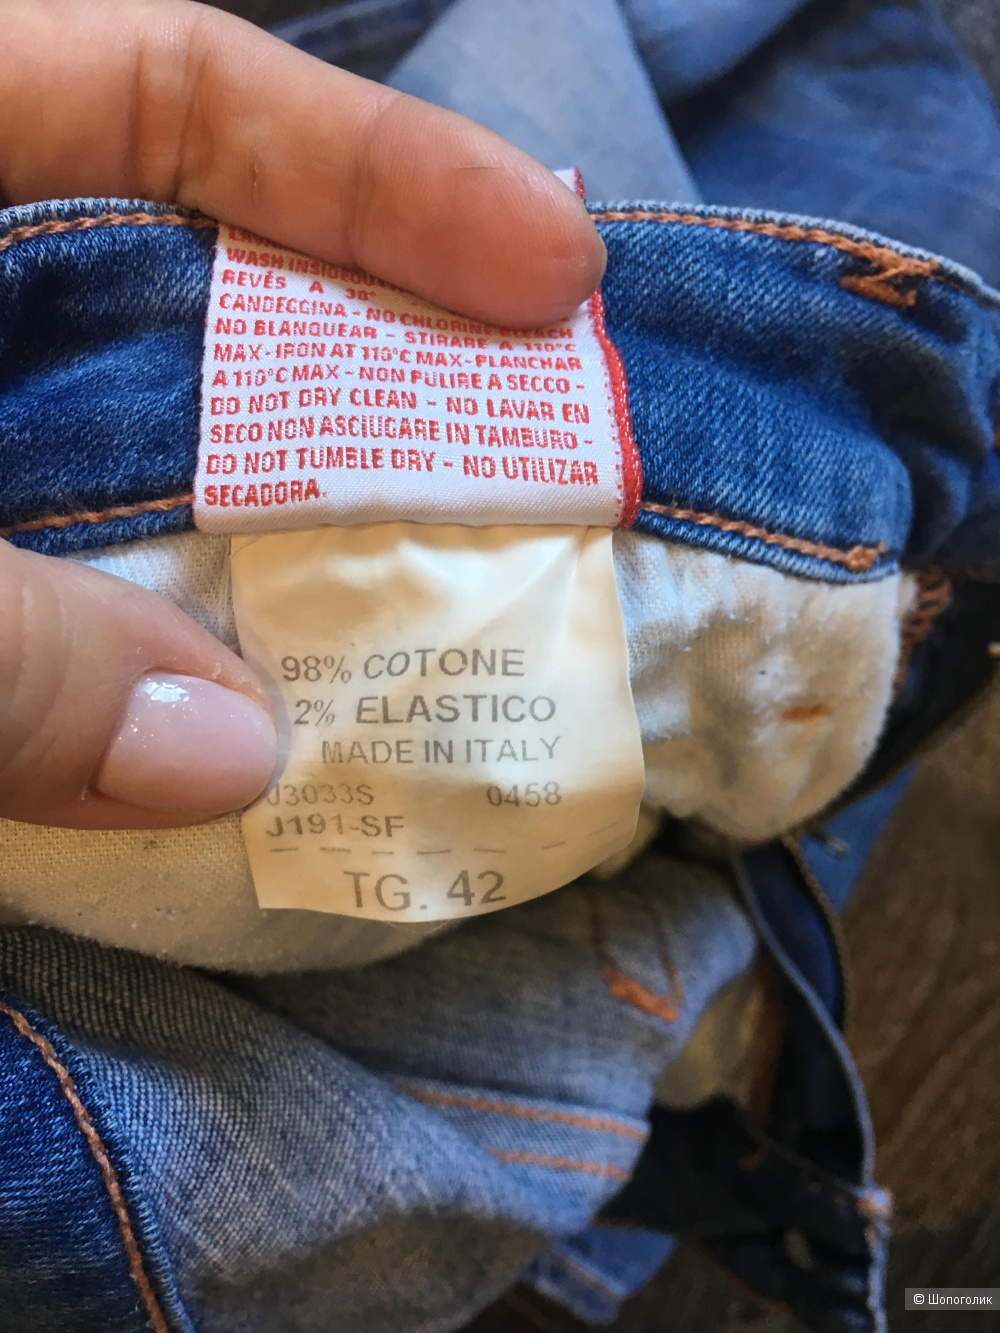 WASH INSIDEOU
REVÉS A 30°
CANDEGGINA - NO CHLORINE BLEACH
NO BLANQUEAR - STIRARE A 110°C
MAX - IRON AT 110°C MAX - PLANCHAR
A 110°C MAX - NON PULIRE A SECCO -
DO NOT DRY CLEAN - NO LAVAR EN
SECO NON ASCIUGARE IN TAMBURO -
DO NOT TUMBLE DRY - NO UTILIZAR
SECADORA.
98% COTONE
2% ELASTICO
MADE IN ITALY
J3033S 0458
J191-SF
TG. 42
© Шопоголик